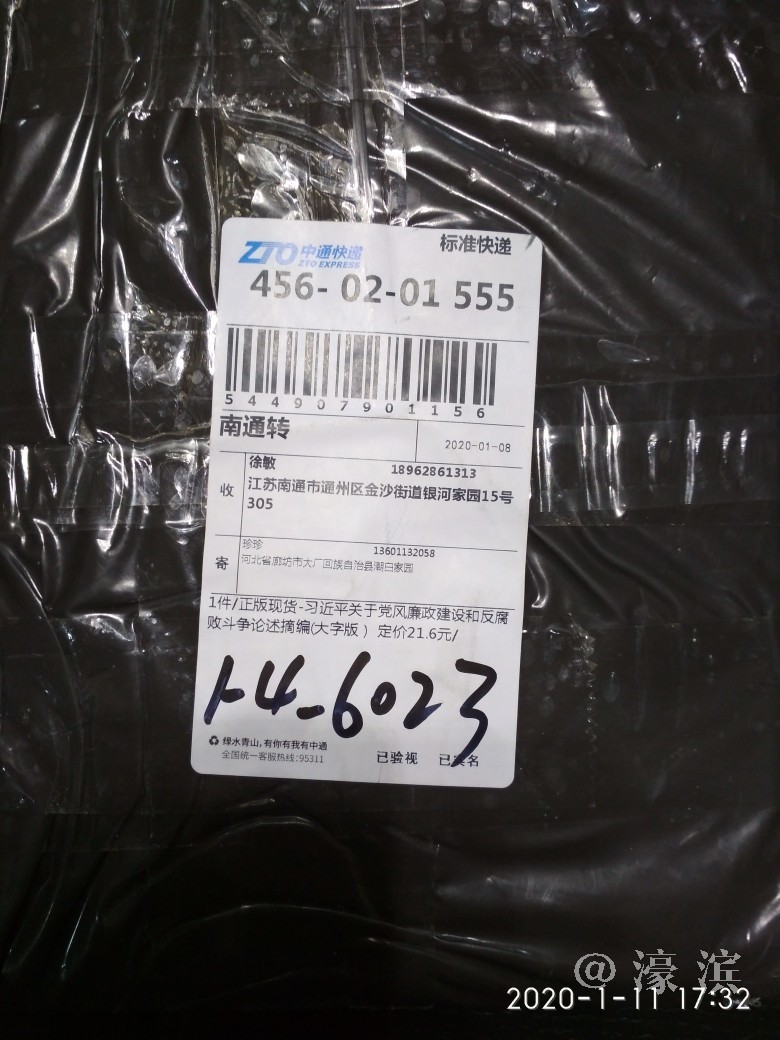 ZTO 中通快递 标准快递
ZTO EXPRESS
456- 02-01 555
544907901156
南通转
2020-01-08
徐敏 18962861313
收 江苏南通市通州区金沙街道银河家园15号
305
珍珍 13601132058
寄 河北省廊坊市大厂回族自治县潮白家园
1件/正版现货-习近平关于党风廉政建设和反腐
败斗争论述摘编(大字版 ) 定价21.6元/
1-4-6023
绿水青山,有你有我有中通
全国统一客服热线:95311 已验视 已实名
@濠滨
2020-1-11 17:32